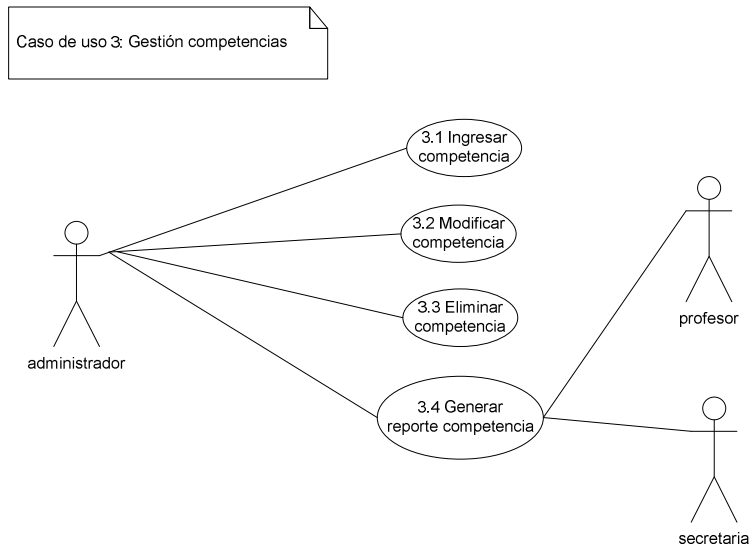 Caso de uso 3: Gestión competencias
3.1 Ingresar
competencia
3.2 Modificar
competencia
3.3 Eliminar
competencia
3.4 Generar
reporte competencia
administrador
profesor
secretaria